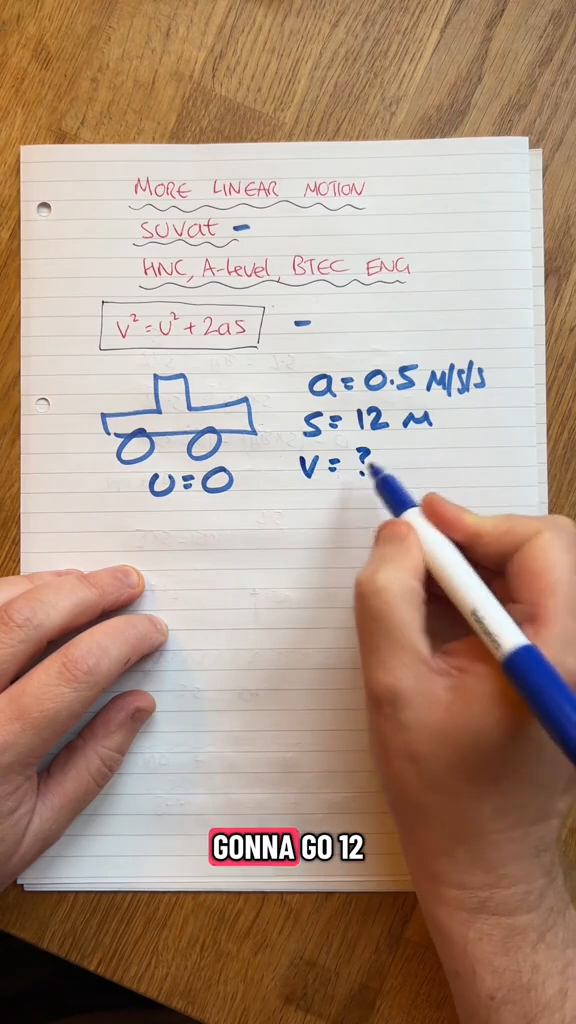 MORE LINEAR MOTION
SUVAT -
HNC, A-Level, BTEC ENG
v² = u² + 2as -
a = 0.5 M/s/s
s = 12 M
v = ?
u = 0
GONNA GO 12